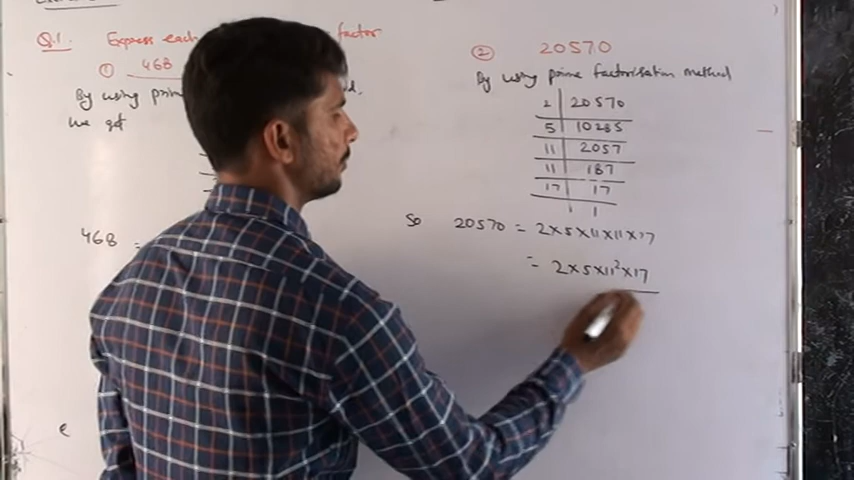 Q.1. Express each factor
① 468
By using prime
we get
468 =
② 20570
By using prime factorisation method
2 | 20570
5 | 10285
11 | 2057
11 | 187
17 | 17
1
So 20570 = 2×5×11×11×17
= 2×5×11²×17